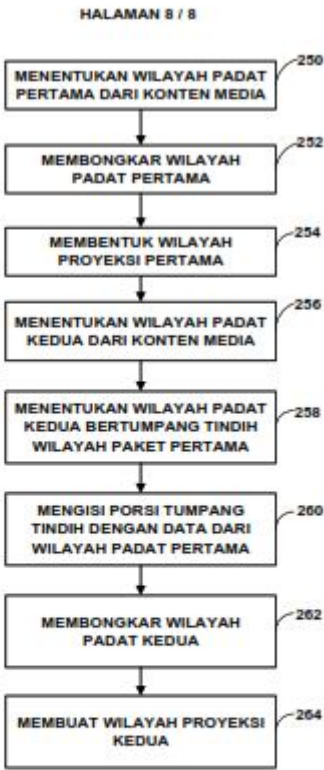 HALAMAN 8 / 8
250
MENENTUKAN WILAYAH PADAT
PERTAMA DARI KONTEN MEDIA
252
MEMBONGKAR WILAYAH
PADAT PERTAMA
254
MEMBENTUK WILAYAH
PROYEKSI PERTAMA
256
MENENTUKAN WILAYAH PADAT
KEDUA DARI KONTEN MEDIA
258
MENENTUKAN WILAYAH PADAT
KEDUA BERTUMPANG TINDIH
WILAYAH PAKET PERTAMA
260
MENGISI PORSI TUMPANG
TINDIH DENGAN DATA DARI
WILAYAH PADAT PERTAMA
262
MEMBONGKAR WILAYAH
PADAT KEDUA
264
MEMBUAT WILAYAH PROYEKSI
KEDUA